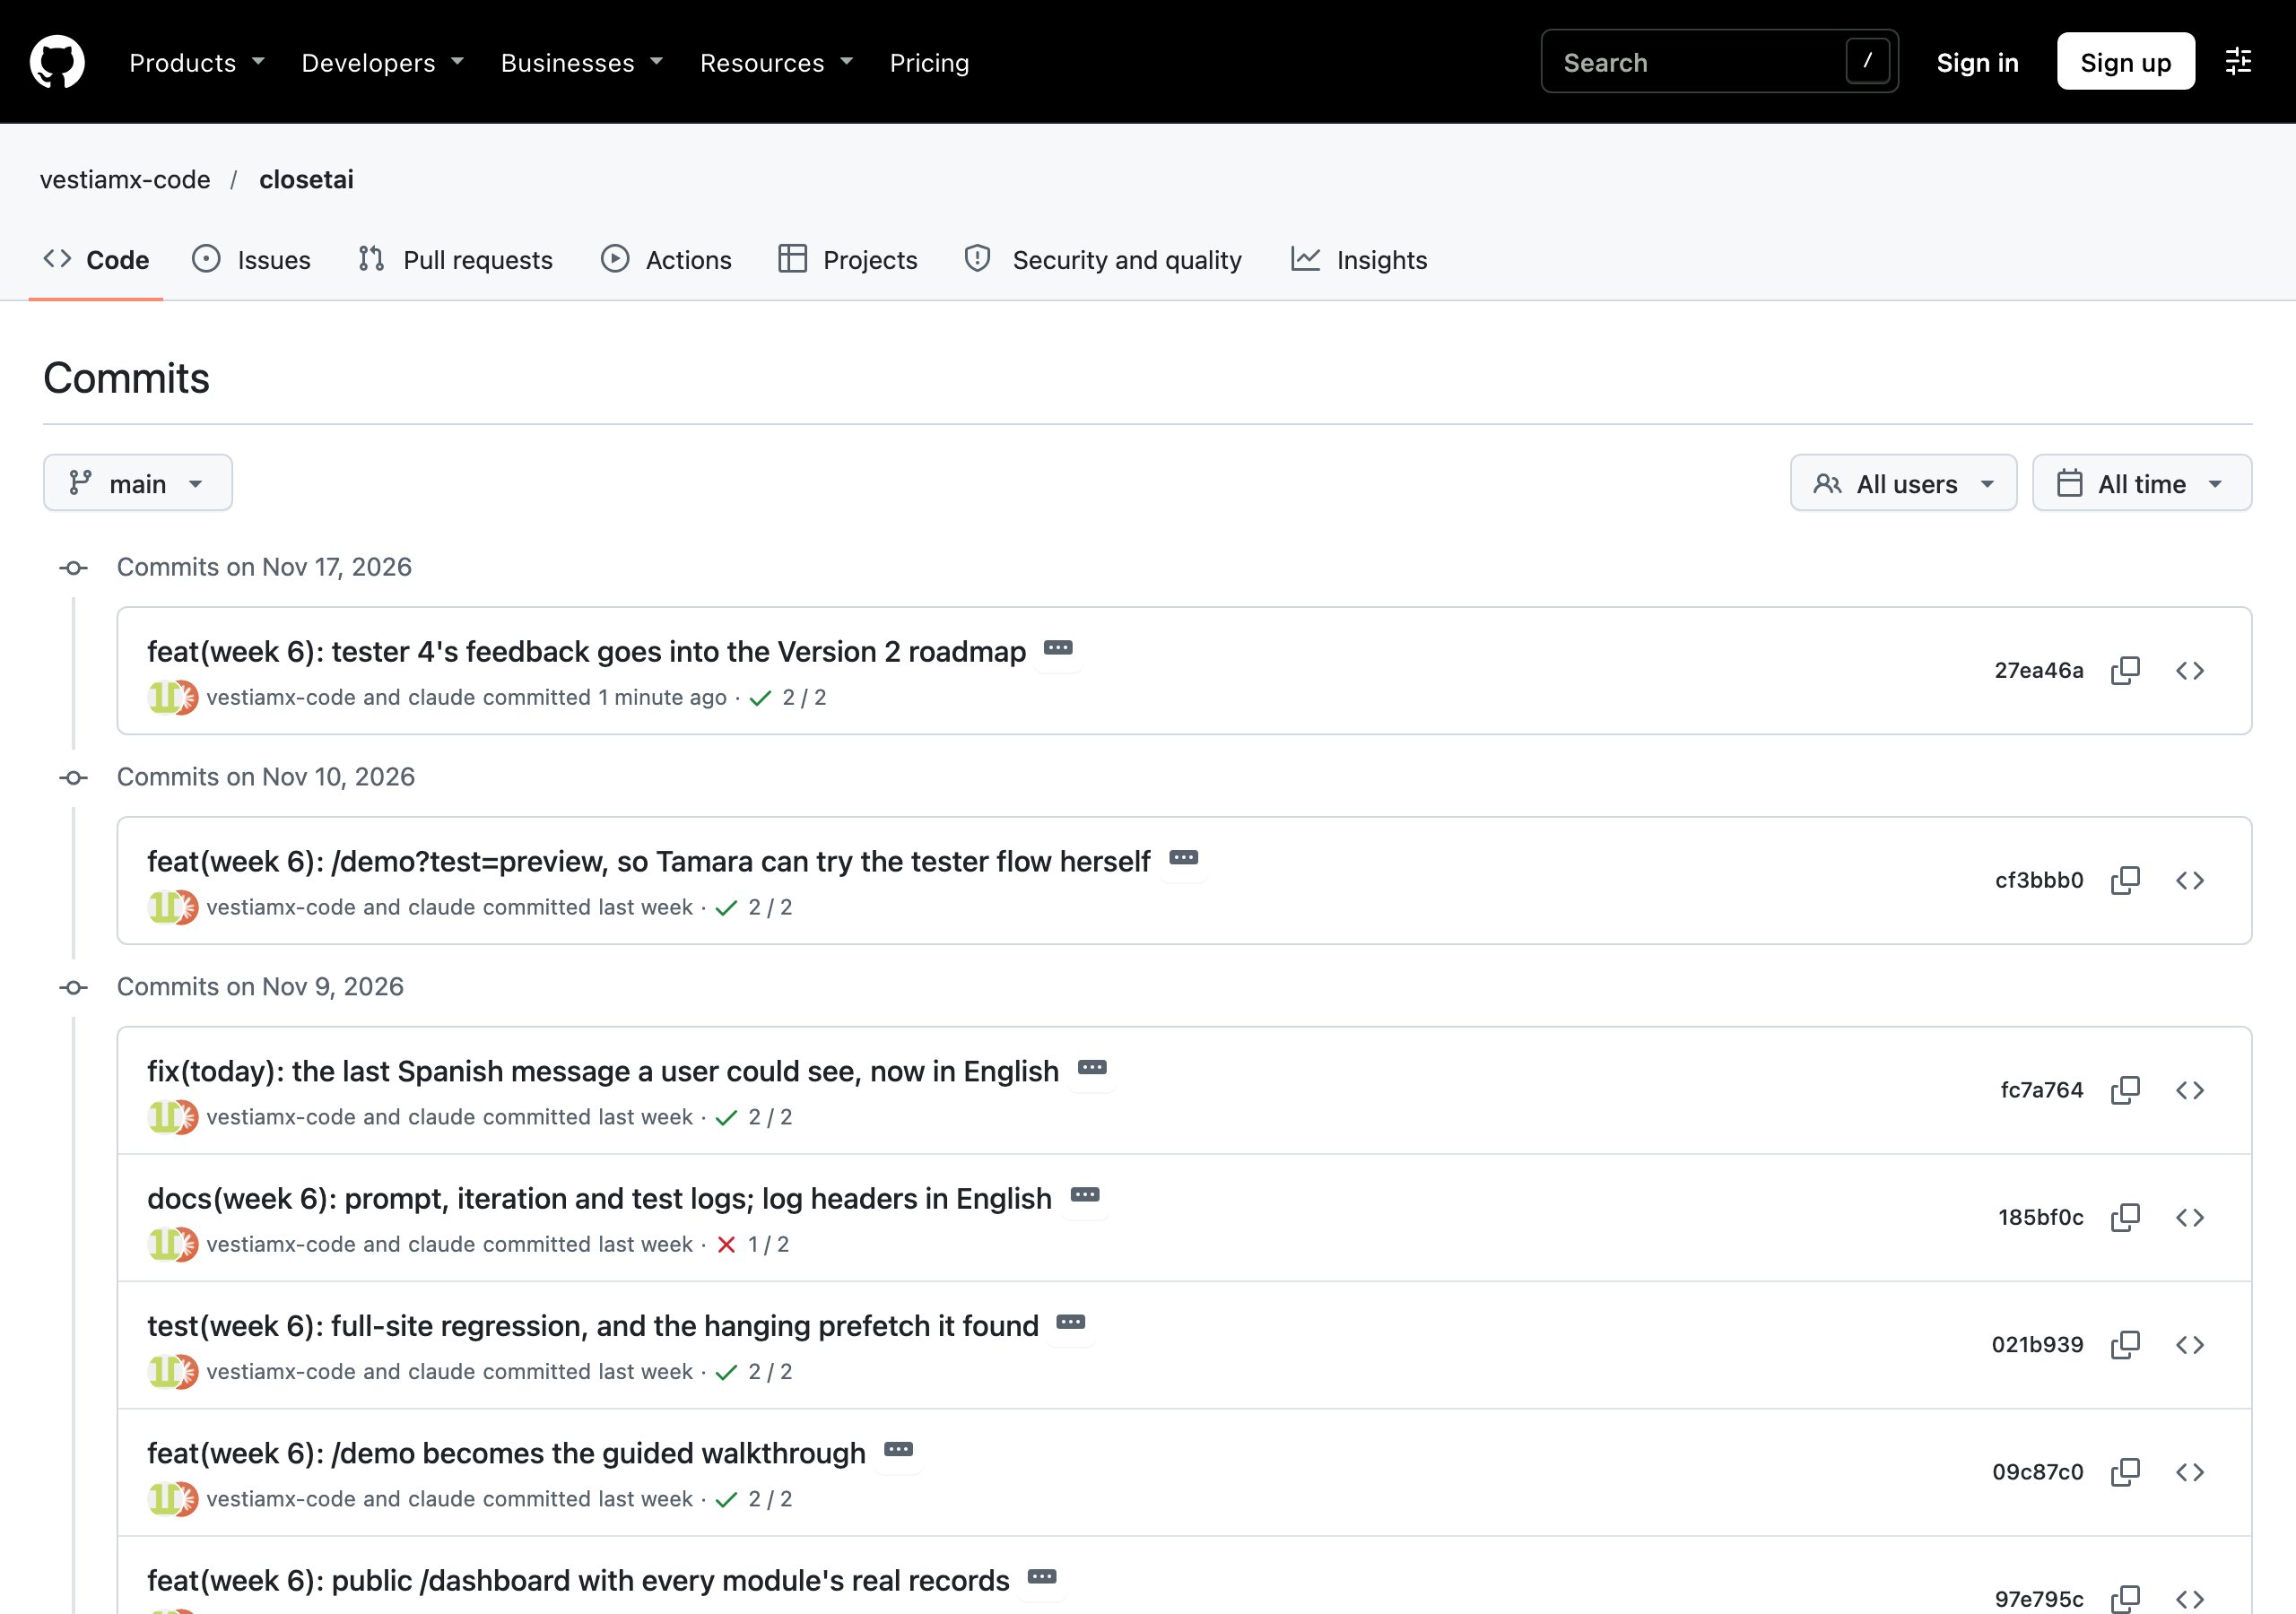 Products Developers Businesses Resources Pricing Search / Sign in Sign up
vestiamx-code / closetai
Code Issues Pull requests Actions Projects Security and quality Insights
Commits
main All users All time
Commits on Nov 17, 2026
feat(week 6): tester 4's feedback goes into the Version 2 roadmap
27ea46a
vestiamx-code and claude committed 1 minute ago · 2 / 2
Commits on Nov 10, 2026
feat(week 6): /demo?test=preview, so Tamara can try the tester flow herself
cf3bbb0
vestiamx-code and claude committed last week · 2 / 2
Commits on Nov 9, 2026
fix(today): the last Spanish message a user could see, now in English
fc7a764
vestiamx-code and claude committed last week · 2 / 2
docs(week 6): prompt, iteration and test logs; log headers in English
185bf0c
vestiamx-code and claude committed last week · 1 / 2
test(week 6): full-site regression, and the hanging prefetch it found
021b939
vestiamx-code and claude committed last week · 2 / 2
feat(week 6): /demo becomes the guided walkthrough
09c87c0
vestiamx-code and claude committed last week · 2 / 2
feat(week 6): public /dashboard with every module's real records
97e795c